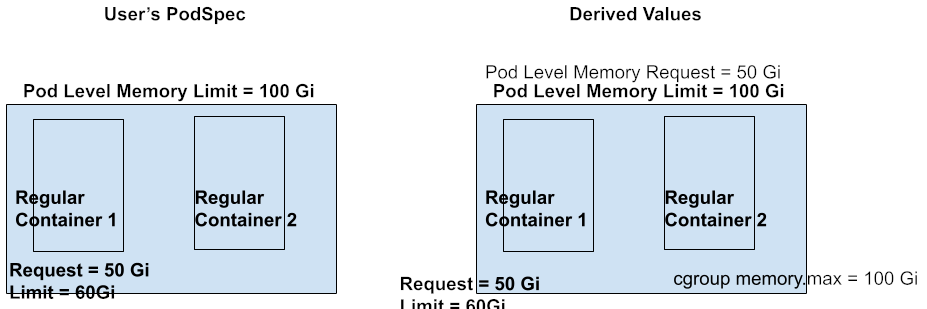 User's PodSpec
Derived Values
Pod Level Memory Limit = 100 Gi
Pod Level Memory Request = 50 Gi
Pod Level Memory Limit = 100 Gi
Regular
Container 1
Regular
Container 2
Request = 50 Gi
Limit = 60Gi
Regular
Container 1
Regular
Container 2
Request = 50 Gi
Limit = 60Gi
cgroup memory.max = 100 Gi